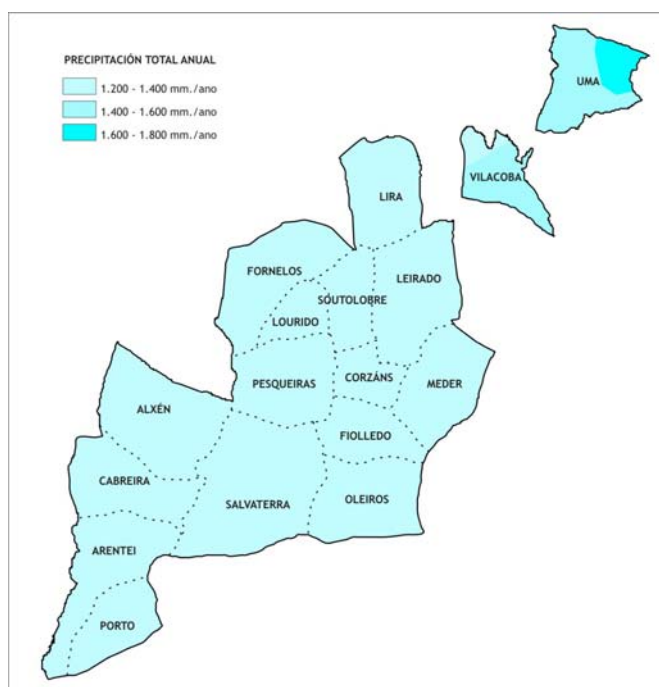 PRECIPITACIÓN TOTAL ANUAL
1.200 - 1.400 mm./ano
1.400 - 1.600 mm./ano
1.600 - 1.800 mm./ano
UMA
VILACOBA
LIRA
FORNELOS
LEIRADO
SOUTOLOBRE
LOURIDO
PESQUEIRAS
CORZÁNS
MEDER
ALXÉN
FIOLLEDO
CABREIRA
SALVATERRA
OLEIROS
ARENTEI
PORTO